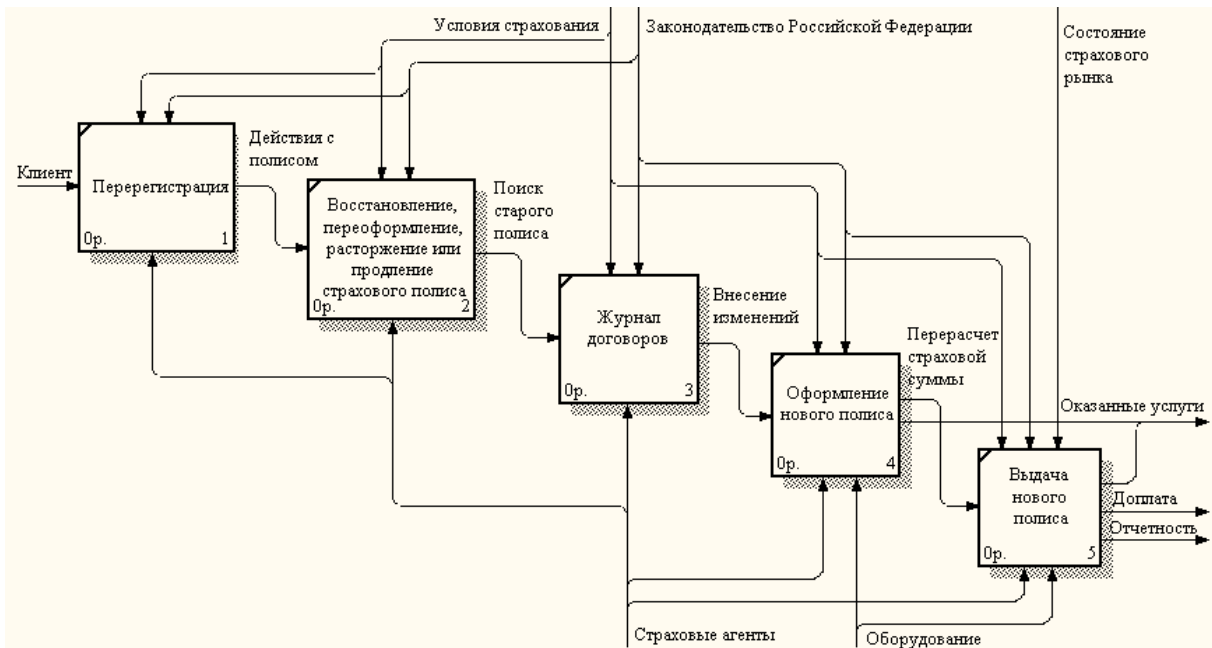 Условия страхования
Законодательство Российской Федерации
Состояние
страхового
рынка
Клиент
Перерегистрация
0р.
1
Действия с
полисом
Восстановление,
переоформление,
расторжение или
продление
страхового полиса
0р.
2
Поиск
старого
полиса
Журнал
договоров
0р.
3
Внесение
изменений
Оформление
нового полиса
0р.
4
Перерасчет
страховой
суммы
Оказанные услуги
Выдача
нового
полиса
0р.
5
Доплата
Отчетность
Страховые агенты
Оборудование